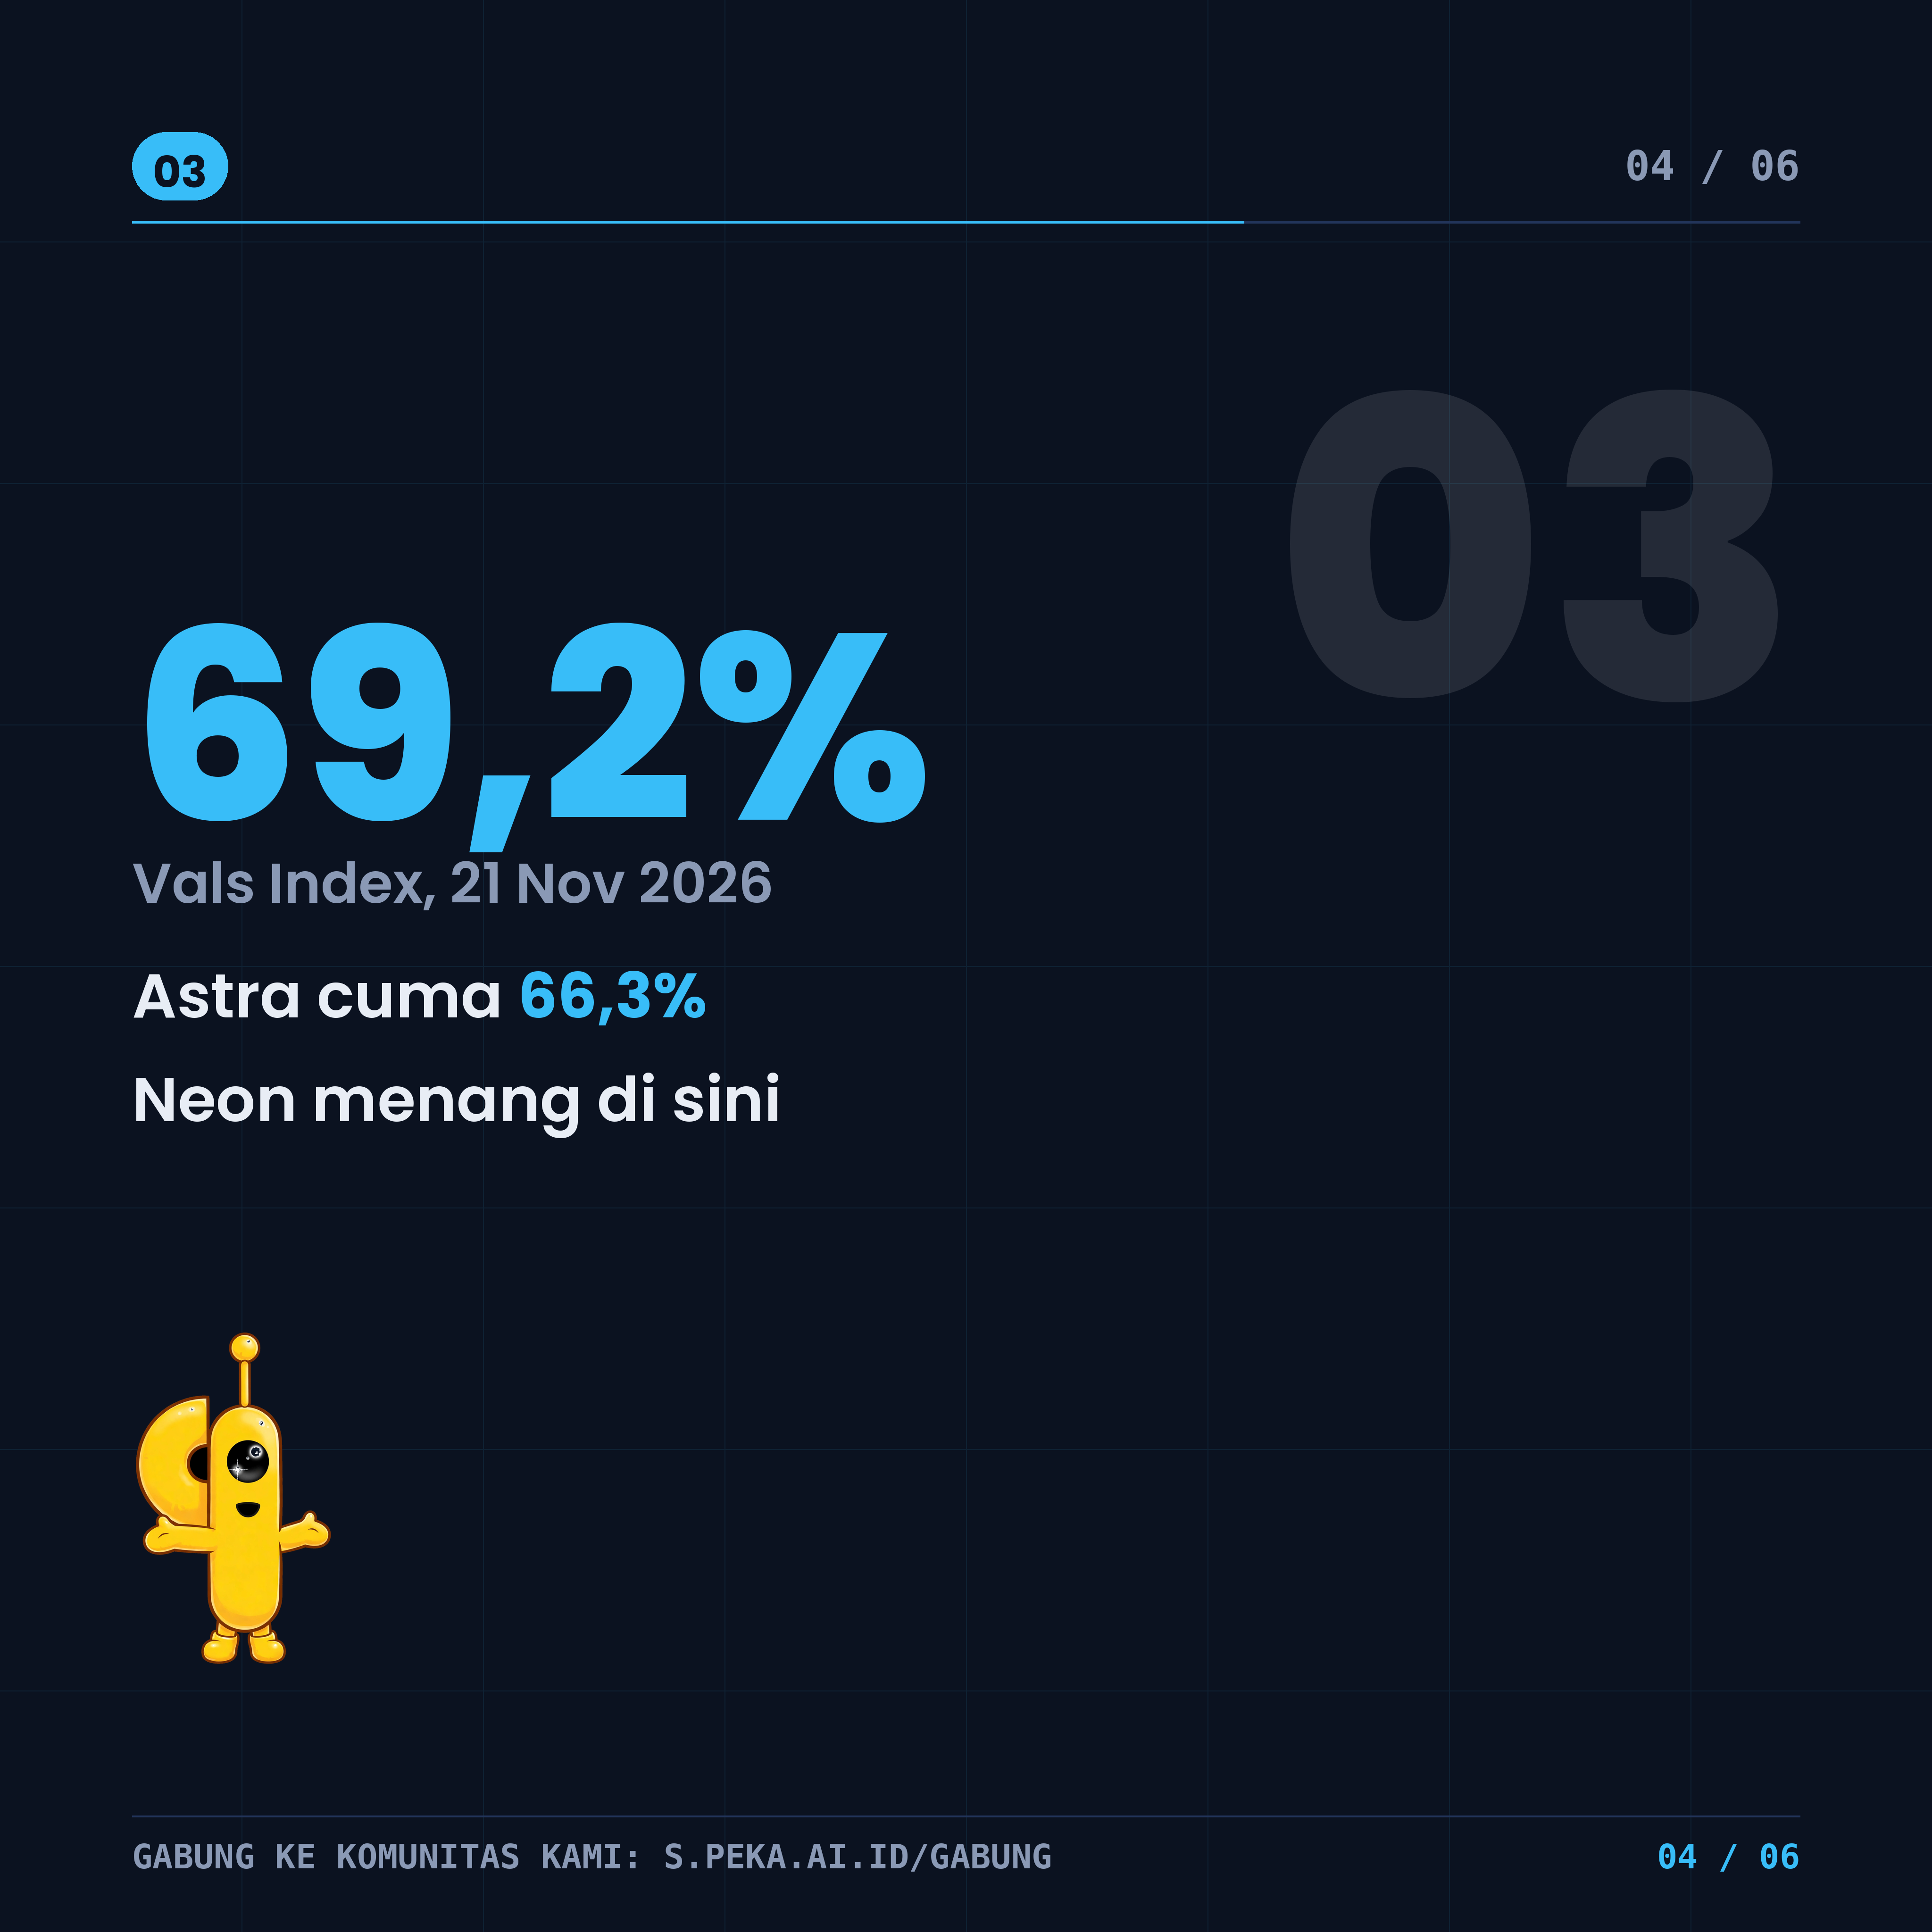 03
04 / 06
03
69,2%
Vals Index, 21 Nov 2026
Astra cuma 66,3%
Neon menang di sini
GABUNG KE KOMUNITAS KAMI: S.PEKA.AI.ID/GABUNG
04 / 06